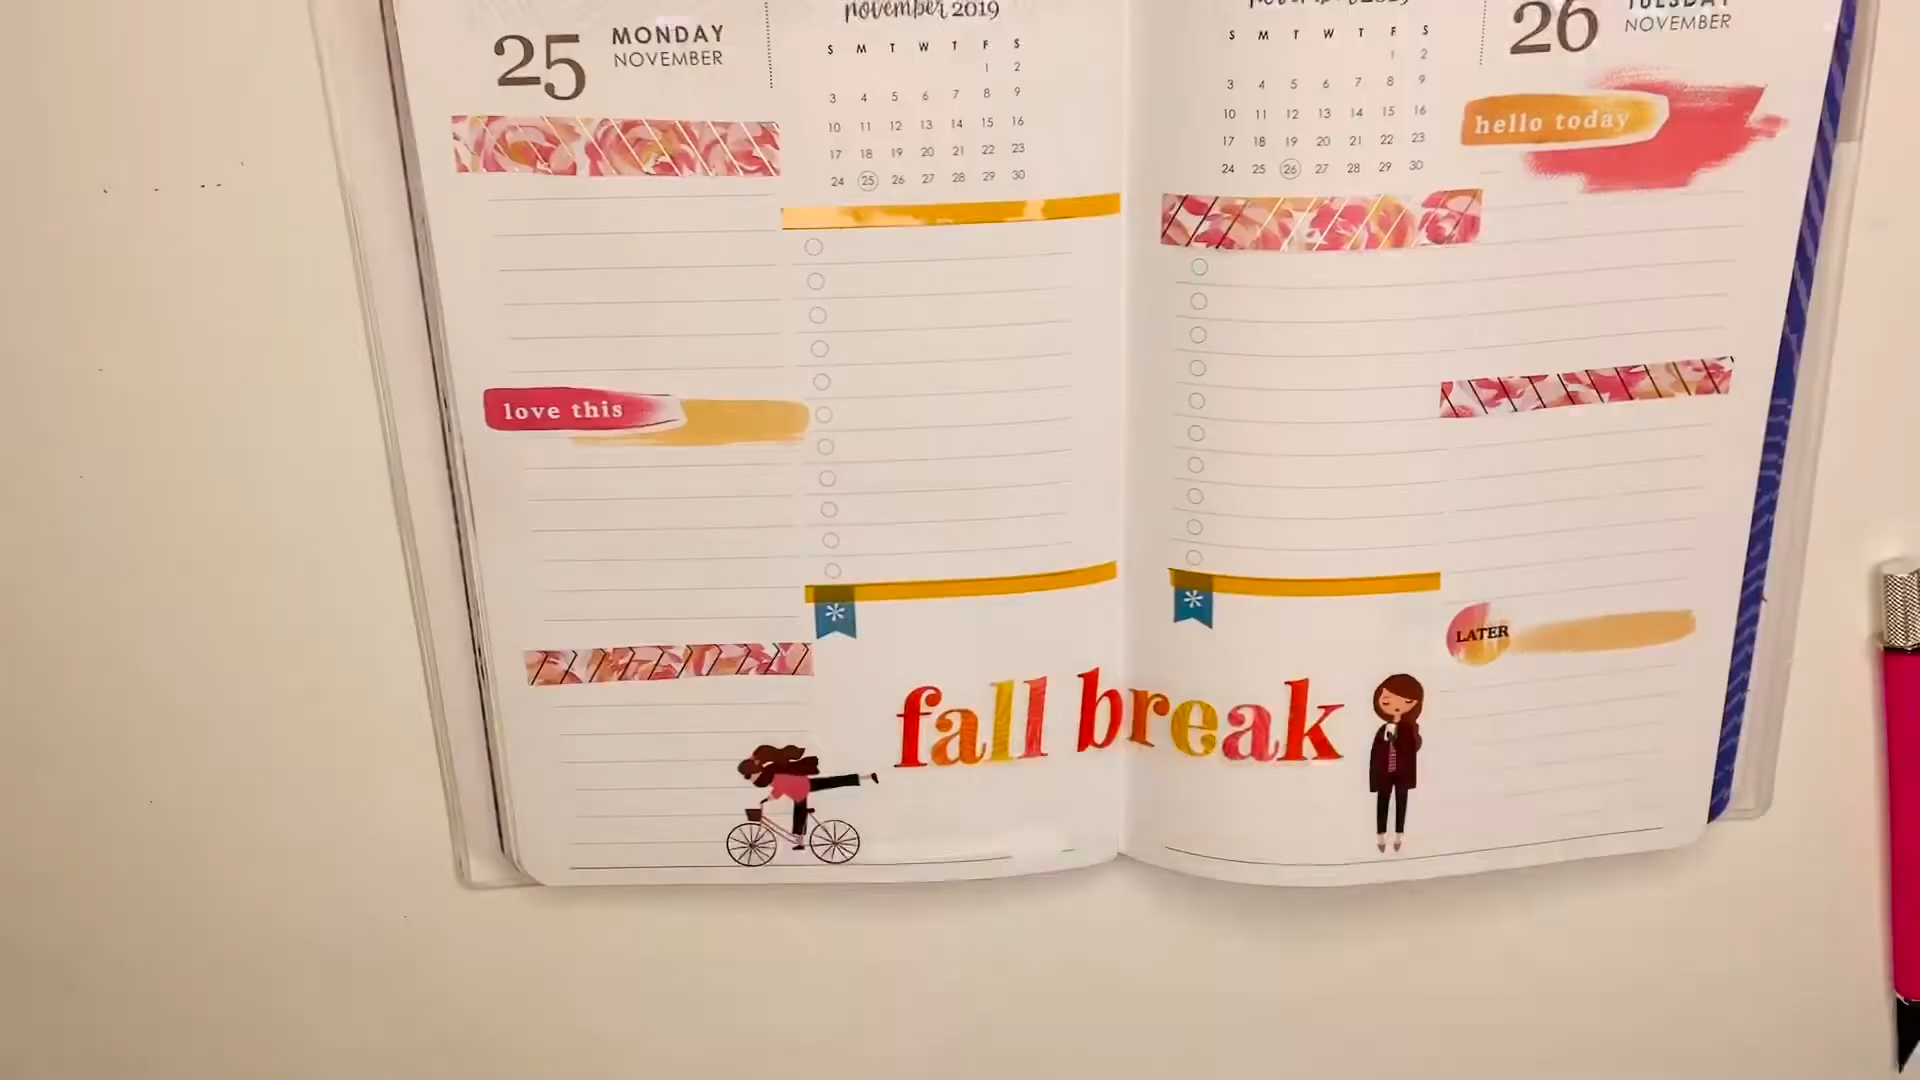 25 MONDAY
NOVEMBER
november 2019
S M T W T F S
1 2
3 4 5 6 7 8 9
10 11 12 13 14 15 16
17 18 19 20 21 22 23
24 25 26 27 28 29 30
love this
november 2019
S M T W T F S
1 2
3 4 5 6 7 8 9
10 11 12 13 14 15 16
17 18 19 20 21 22 23
24 25 26 27 28 29 30
26 TUESDAY
NOVEMBER
hello today
*
*
LATER
fall break